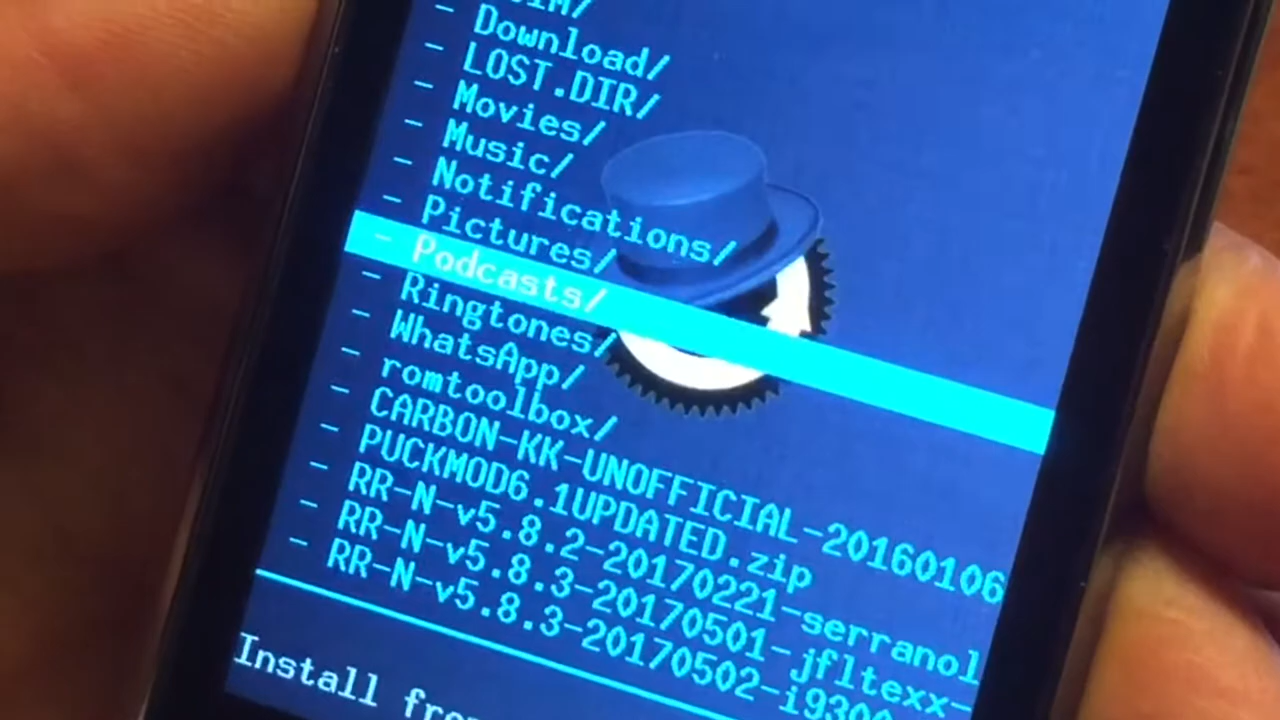 - Download/
- LOST.DIR/
- Movies/
- Music/
- Notifications/
- Pictures/
- Podcasts/
- Ringtones/
- WhatsApp/
- romtoolbox/
- CARBON-KK-UNOFFICIAL-20160106
- PUCKMOD6.1UPDATED.zip
- RR-N-v5.8.2-20170221-serranol
- RR-N-v5.8.3-20170501-jfltexx-
- RR-N-v5.8.3-20170502-i9300
Install